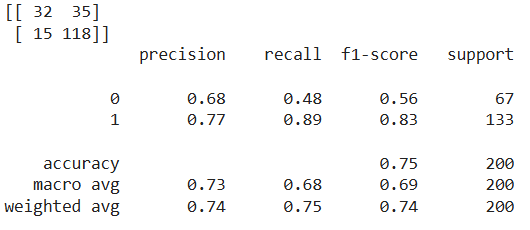 [[ 32  35]
 [ 15 118]]
              precision    recall  f1-score   support

           0       0.68      0.48      0.56        67
           1       0.77      0.89      0.83       133

    accuracy                           0.75       200
   macro avg       0.73      0.68      0.69       200
weighted avg       0.74      0.75      0.74       200